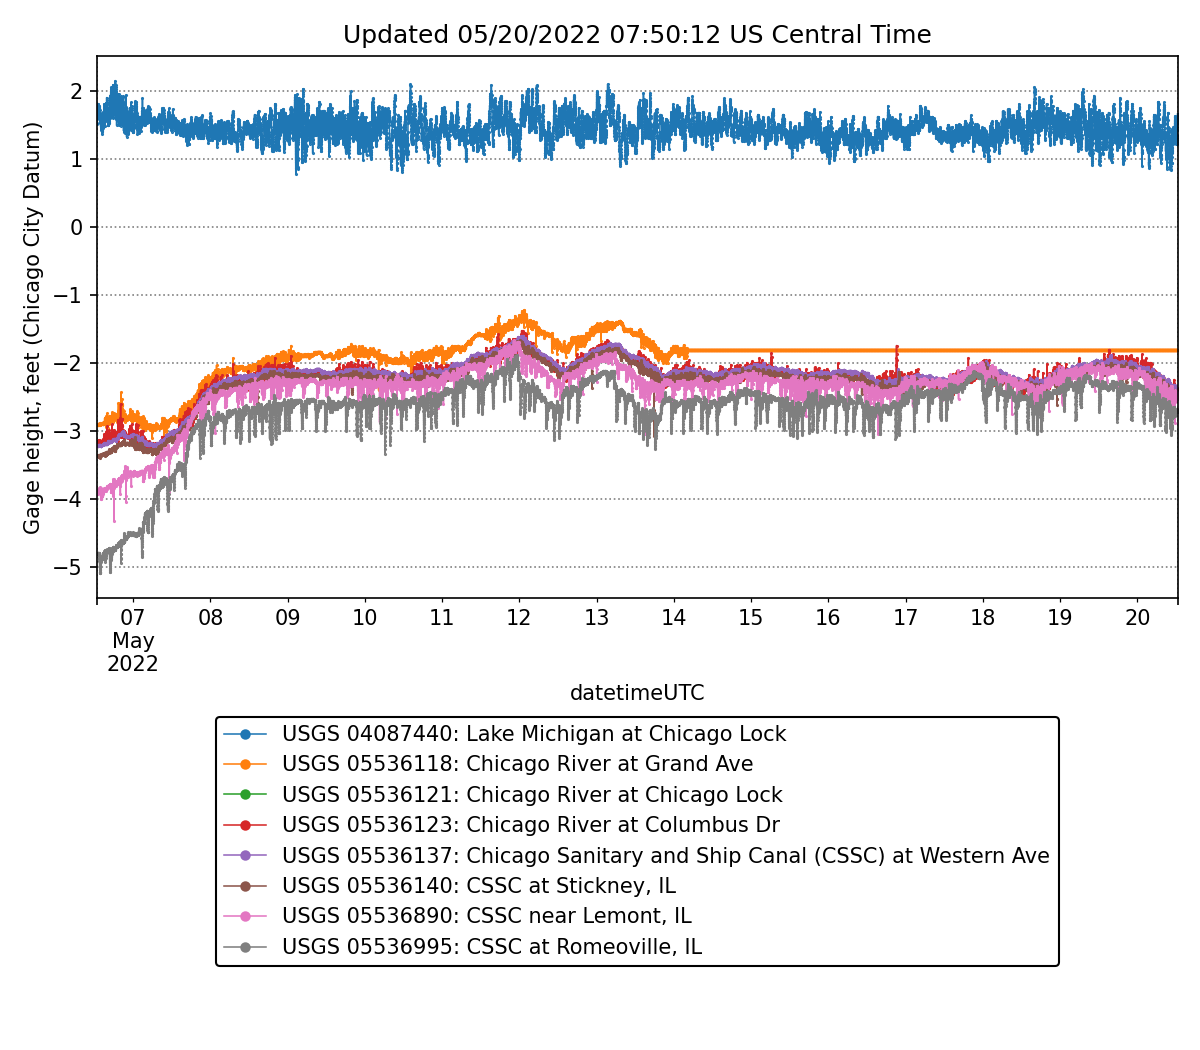 Updated 05/20/2022 07:50:12 US Central Time
Gage height, feet (Chicago City Datum)
2
1
0
−1
−2
−3
−4
−5
07 08 09 10 11 12 13 14 15 16 17 18 19 20
May
2022
datetimeUTC
USGS 04087440: Lake Michigan at Chicago Lock
USGS 05536118: Chicago River at Grand Ave
USGS 05536121: Chicago River at Chicago Lock
USGS 05536123: Chicago River at Columbus Dr
USGS 05536137: Chicago Sanitary and Ship Canal (CSSC) at Western Ave
USGS 05536140: CSSC at Stickney, IL
USGS 05536890: CSSC near Lemont, IL
USGS 05536995: CSSC at Romeoville, IL